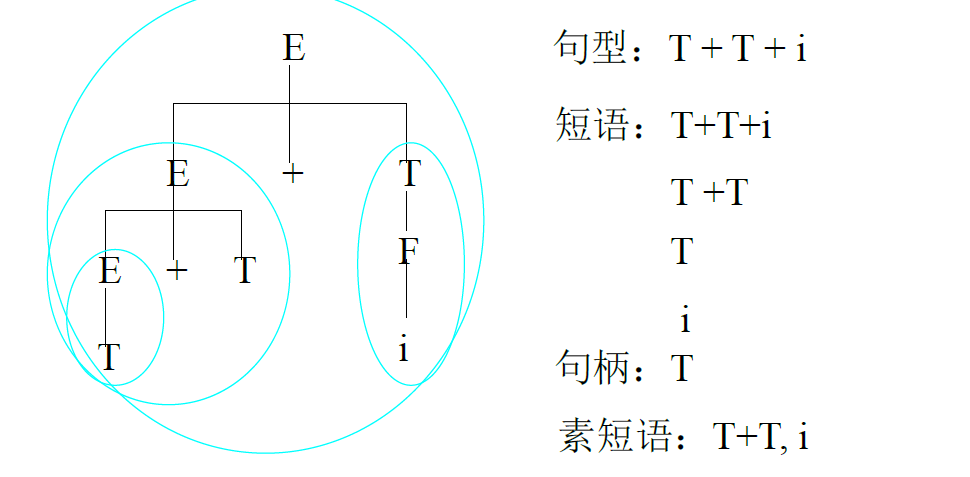 E
句型：T + T + i
短语：T+T+i
E + T
T +T
F
T
E + T
i
i
T
句柄：T
素短语：T+T, i